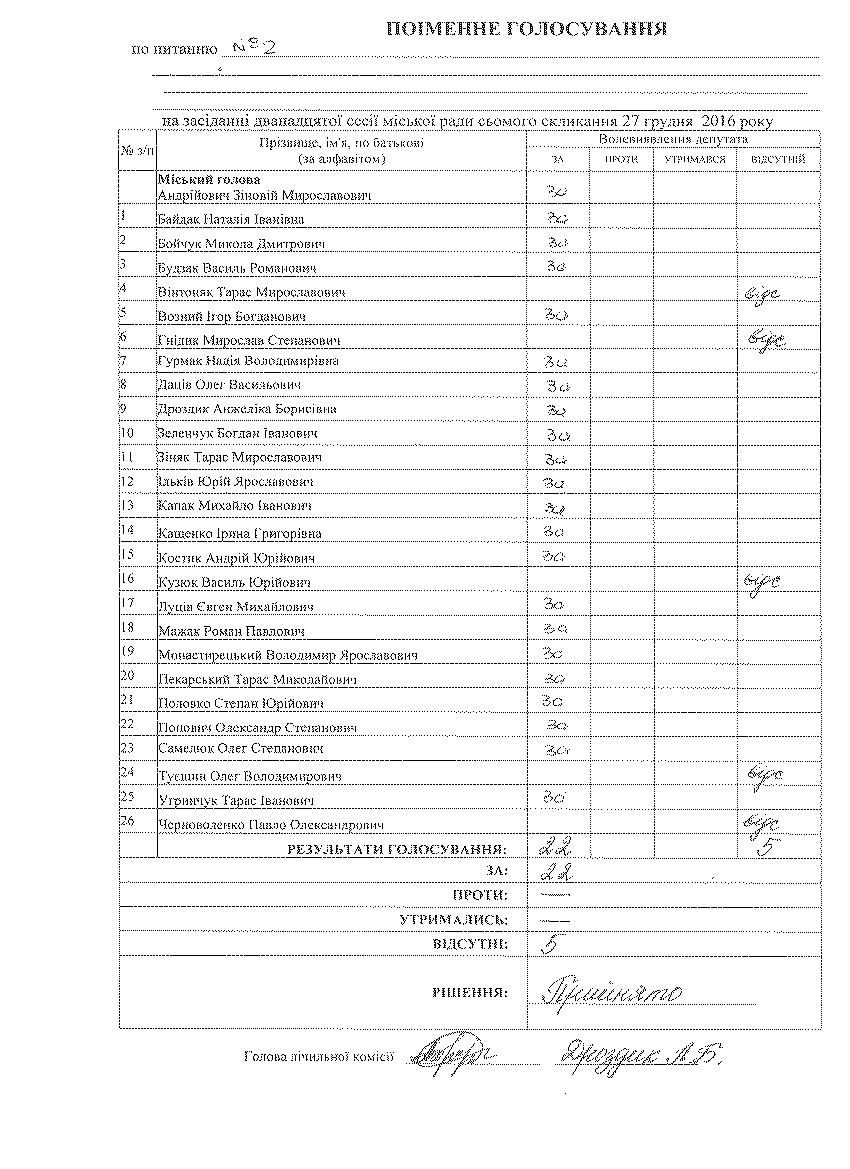 ПОІМЕННЕ ГОЛОСУВАННЯ
по питанню №2
на засіданні дванадцятої сесії міської ради сьомого скликання 27 грудня 2016 року
№ з/п Прізвище, ім'я, по батькові (за алфавітом) Волевиявлення депутата
ЗА ПРОТИ УТРИМАВСЯ ВІДСУТНІЙ
Міський голова
Андрійович Зіновій Мирославович за
1 Байдак Наталія Іванівна за
2 Бойчук Микола Дмитрович за
3 Будзак Василь Романович за
4 Вінтоняк Тарас Мирославович відс
5 Возний Ігор Богданович за
6 Гнідик Мирослав Степанович відс
7 Гурмак Надія Володимирівна за
8 Даців Олег Васильович за
9 Дроздик Анжеліка Борисівна за
10 Зеленчук Богдан Іванович за
11 Зіняк Тарас Мирославович за
12 Ільків Юрій Ярославович за
13 Капак Михайло Іванович за
14 Кащенко Ірина Григорівна за
15 Костик Андрій Юрійович за
16 Кузюк Василь Юрійович відс
17 Луців Євген Михайлович за
18 Мажак Роман Павлович за
19 Монастирецький Володимир Ярославович за
20 Пекарський Тарас Миколайович за
21 Половко Степан Юрійович за
22 Попович Олександр Степанович за
23 Самелюк Олег Степанович за
24 Туєшин Олег Володимирович відс
25 Угринчук Тарас Іванович за
26 Черноволенко Павло Олександрович відс
РЕЗУЛЬТАТИ ГОЛОСУВАННЯ: 22 5
ЗА: 22
ПРОТИ: —
УТРИМАЛИСЬ: —
ВІДСУТНІ: 5
РІШЕННЯ: Прийнято
Голова лічильної комісії Дроздик А.Б.